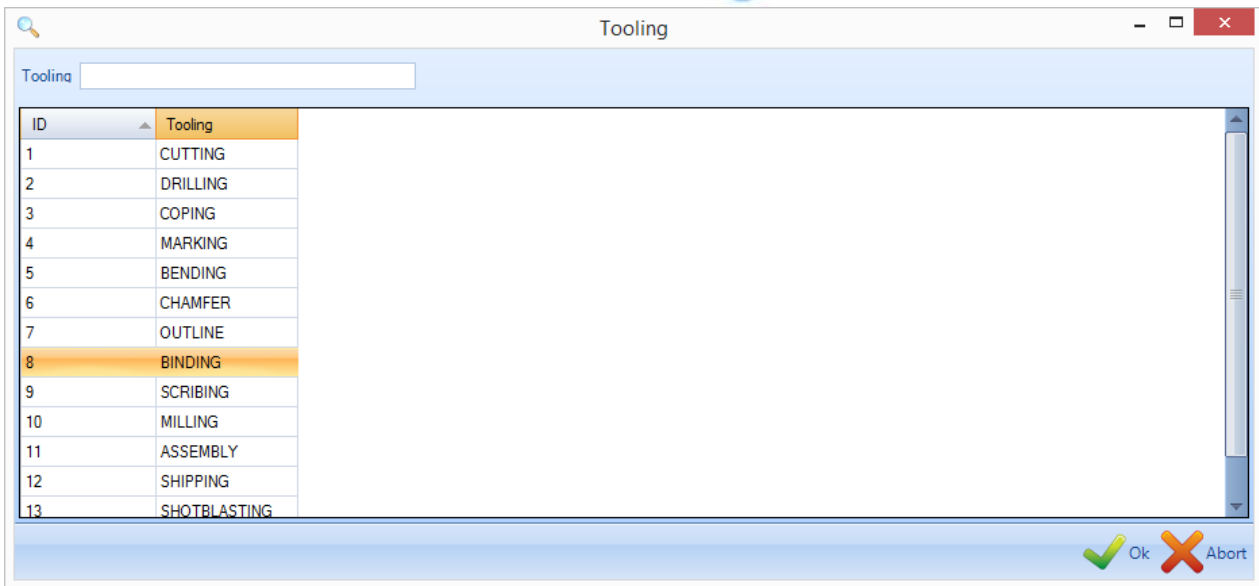 Tooling
Tooling
ID Tooling
1 CUTTING
2 DRILLING
3 COPING
4 MARKING
5 BENDING
6 CHAMFER
7 OUTLINE
8 BINDING
9 SCRIBING
10 MILLING
11 ASSEMBLY
12 SHIPPING
13 SHOTBLASTING
Ok Abort